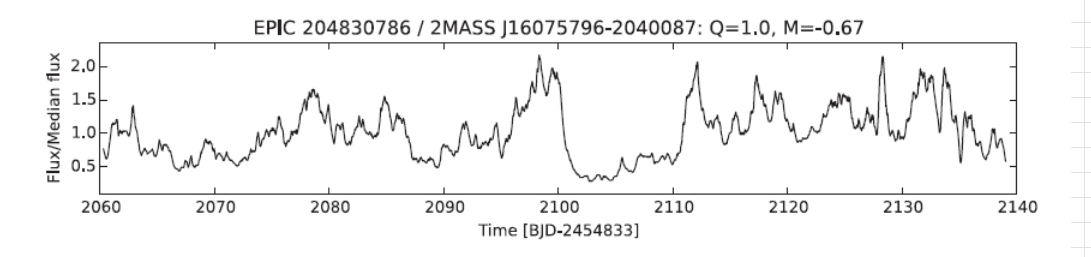 EPIC 204830786 / 2MASS J16075796-2040087: Q=1.0, M=-0.67
Flux/Median flux
2.0
1.5
1.0
0.5
2060 2070 2080 2090 2100 2110 2120 2130 2140
Time [BJD-2454833]